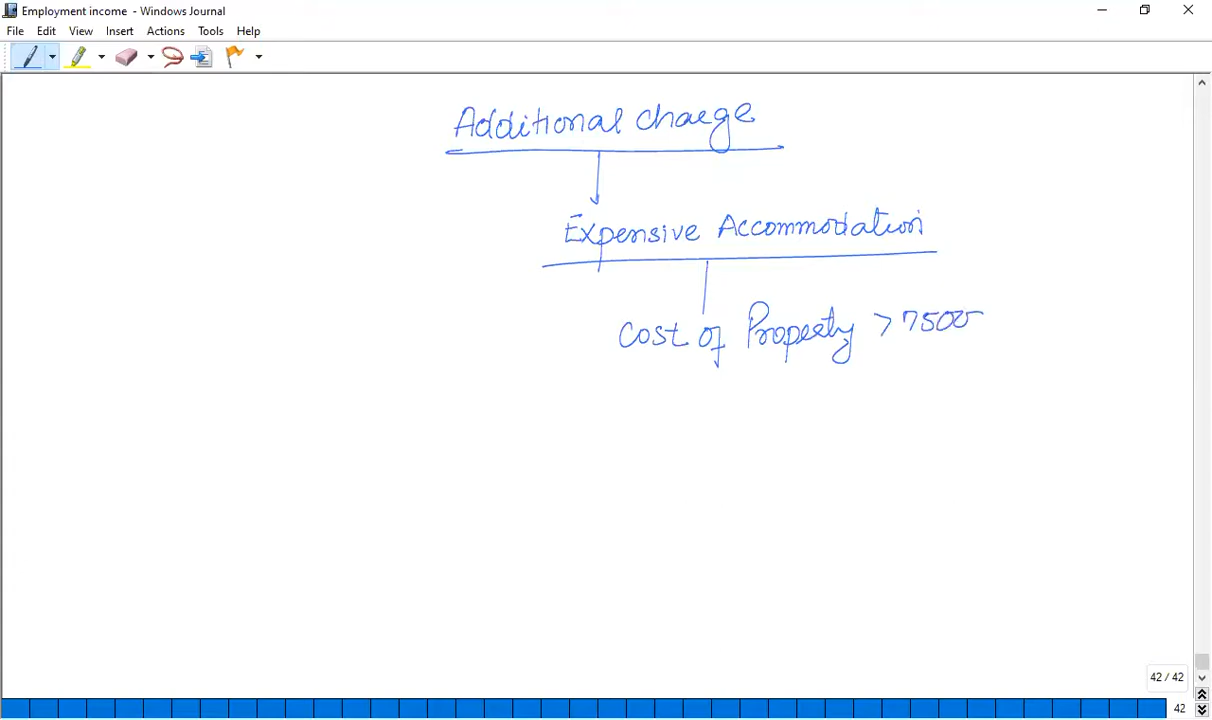 Employment income - Windows Journal
File Edit View Insert Actions Tools Help
Additional charge
Expensive Accommodation
Cost of Property > 7500
42 / 42
42